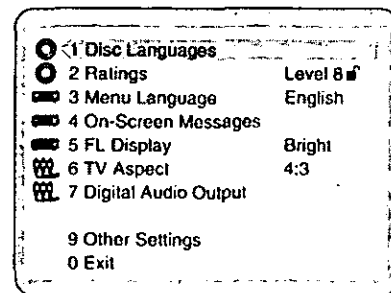 1 Disc Languages
2 Ratings Level 8
3 Menu Language English
4 On-Screen Messages
5 FL Display Bright
6 TV Aspect 4:3
7 Digital Audio Output
9 Other Settings
0 Exit